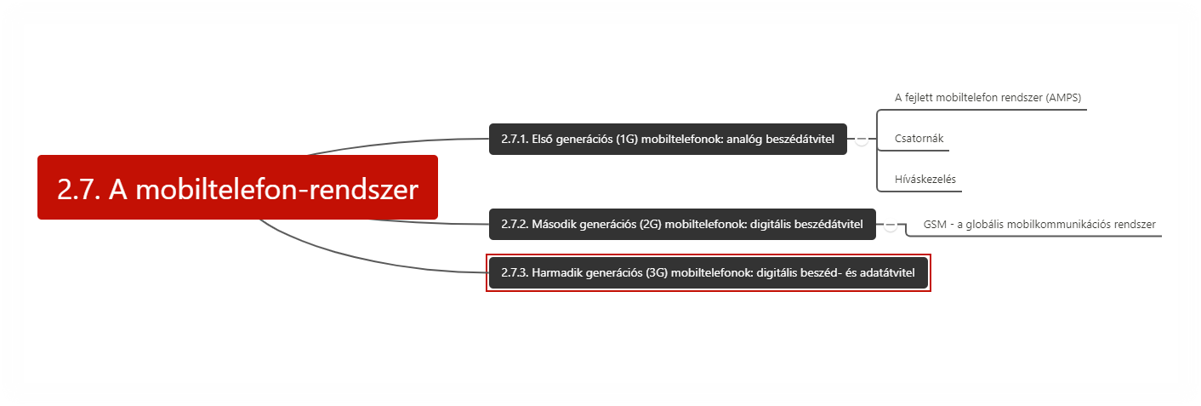 2.7. A mobiltelefon-rendszer
2.7.1. Első generációs (1G) mobiltelefonok: analóg beszédátvitel
A fejlett mobiltelefon rendszer (AMPS)
Csatornák
Híváskezelés
2.7.2. Második generációs (2G) mobiltelefonok: digitális beszédátvitel
GSM - a globális mobilkommunikációs rendszer
2.7.3. Harmadik generációs (3G) mobiltelefonok: digitális beszéd- és adatátvitel